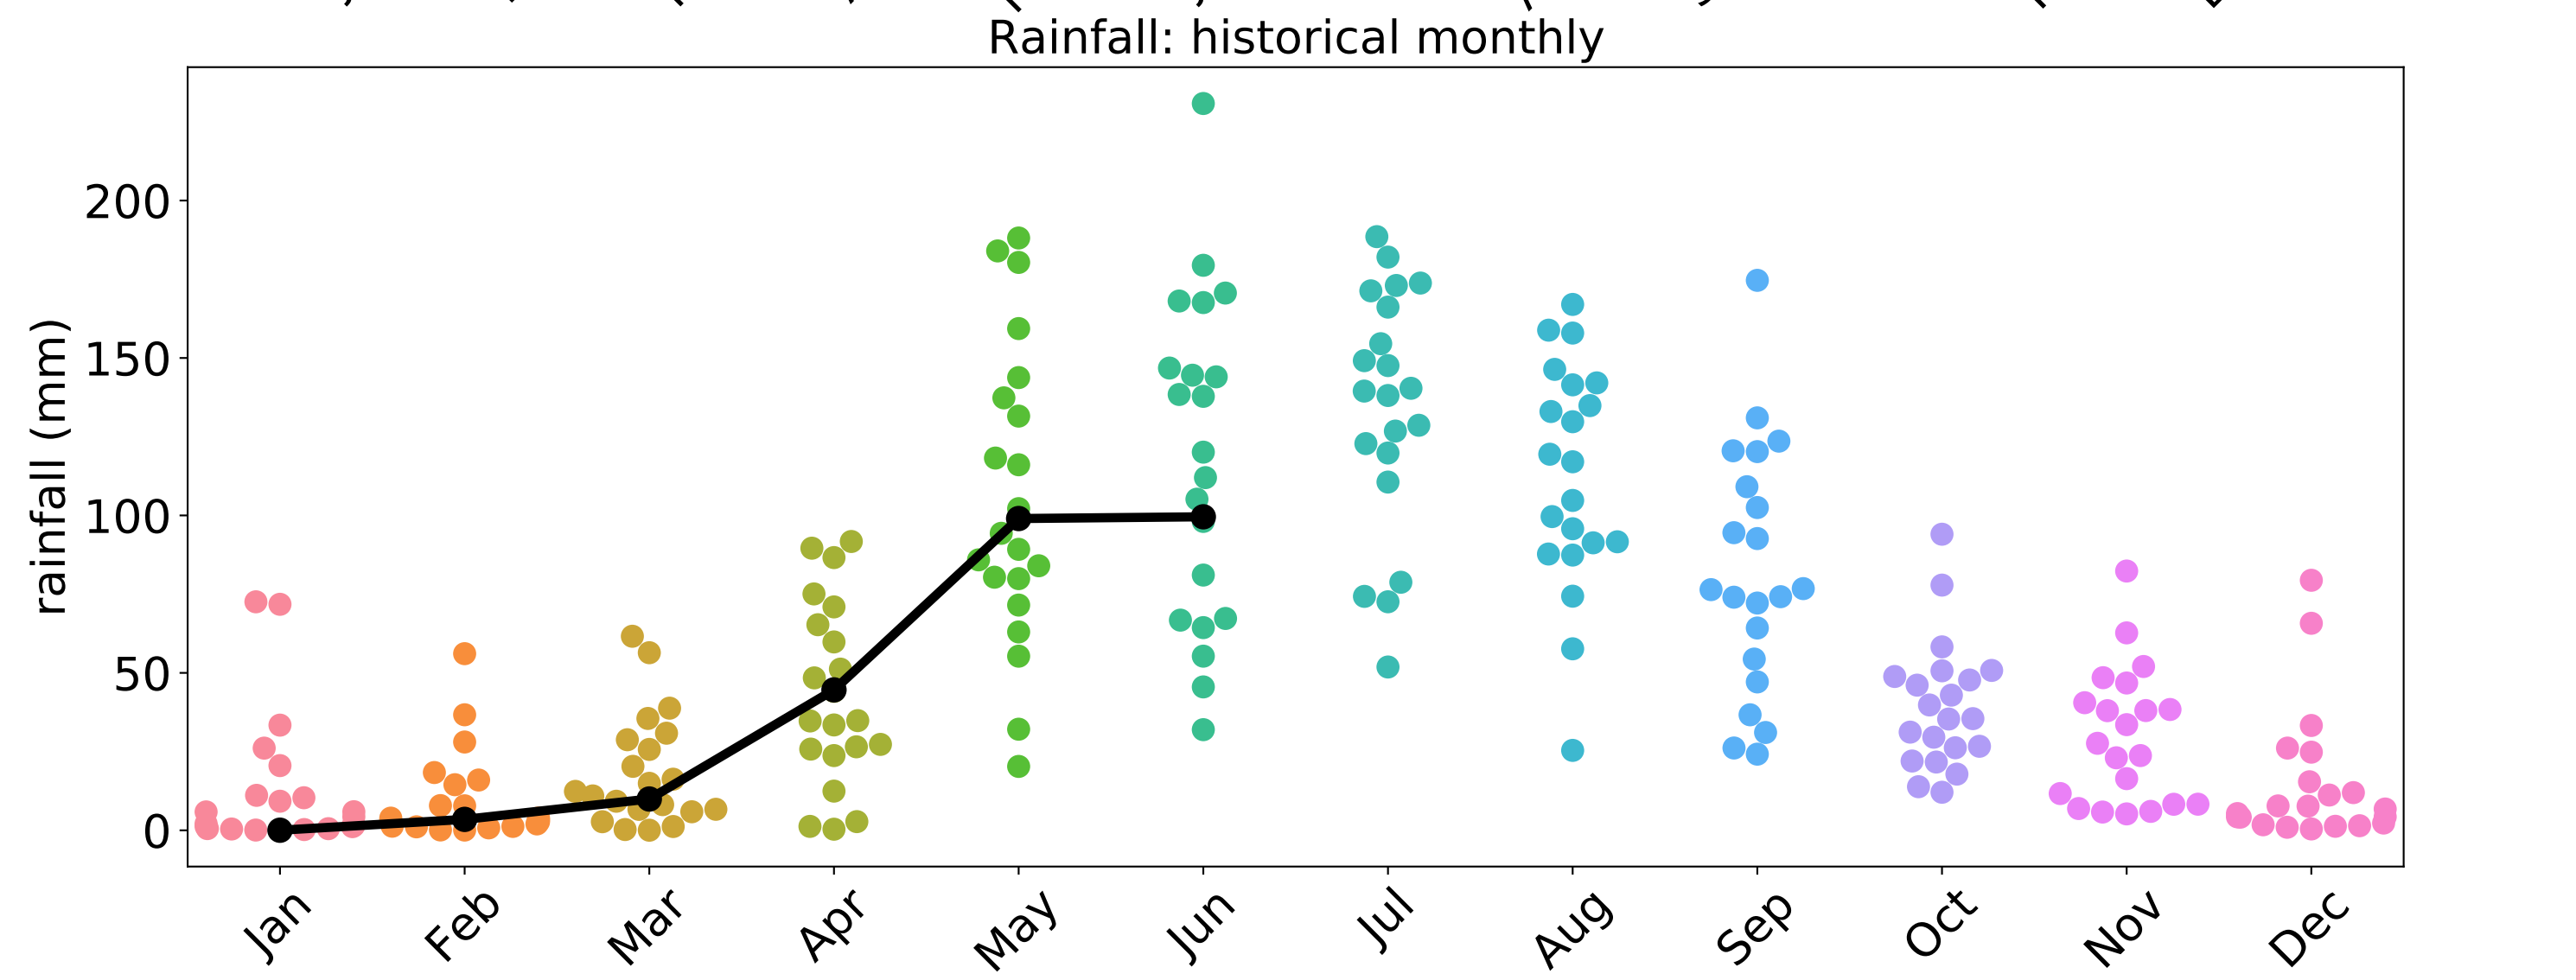 Rainfall: historical monthly
rainfall (mm)
200
150
100
50
0
Jan
Feb
Mar
Apr
May
Jun
Jul
Aug
Sep
Oct
Nov
Dec